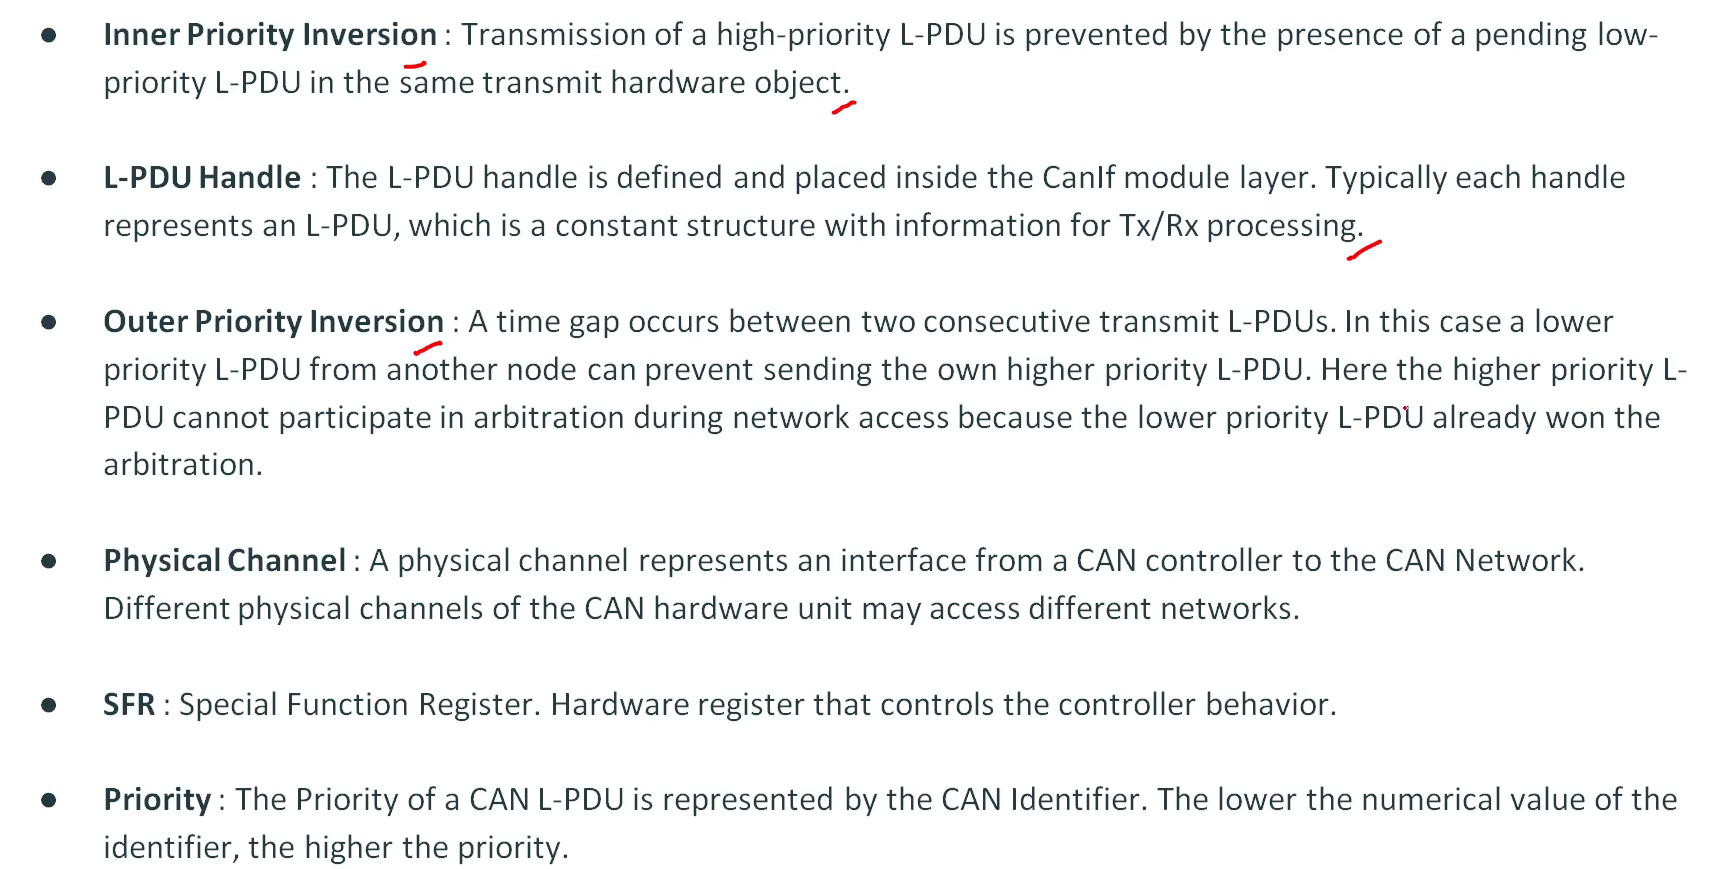 ● Inner Priority Inversion : Transmission of a high-priority L-PDU is prevented by the presence of a pending low-
priority L-PDU in the same transmit hardware object.
● L-PDU Handle : The L-PDU handle is defined and placed inside the CanIf module layer. Typically each handle
represents an L-PDU, which is a constant structure with information for Tx/Rx processing.
● Outer Priority Inversion : A time gap occurs between two consecutive transmit L-PDUs. In this case a lower
priority L-PDU from another node can prevent sending the own higher priority L-PDU. Here the higher priority L-
PDU cannot participate in arbitration during network access because the lower priority L-PDU already won the
arbitration.
● Physical Channel : A physical channel represents an interface from a CAN controller to the CAN Network.
Different physical channels of the CAN hardware unit may access different networks.
● SFR : Special Function Register. Hardware register that controls the controller behavior.
● Priority : The Priority of a CAN L-PDU is represented by the CAN Identifier. The lower the numerical value of the
identifier, the higher the priority.